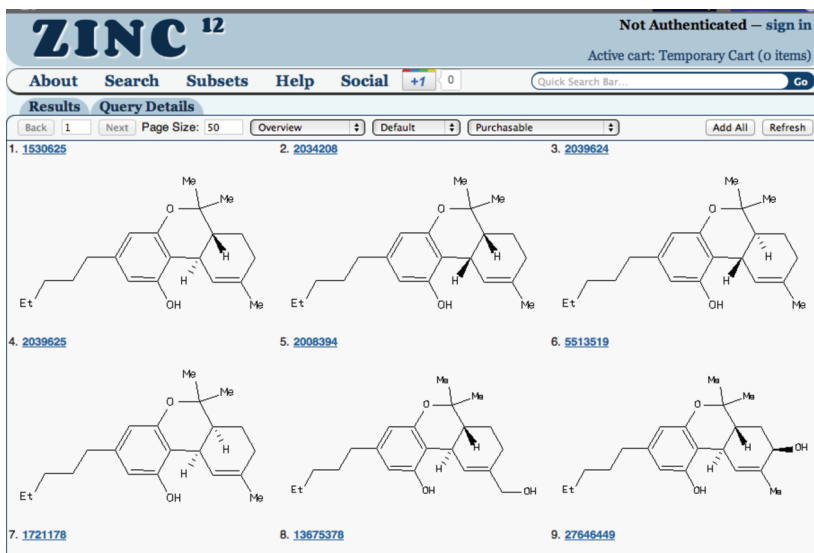 ZINC 12
Not Authenticated — sign in
Active cart: Temporary Cart (0 items)
About Search Subsets Help Social +1 0 Quick Search Bar... Go
Results Query Details
Back 1 Next Page Size: 50 Overview Default Purchasable Add All Refresh
1. 1530625 2. 2034208 3. 2039624
Me Me Me
Me Me Me
O O O
H H H
H H H
Et OH Me Et OH Me Et OH Me
4. 2039625 5. 2008394 6. 5513519
Me Me Me
Me Me Me
O O O
H H H OH
H H H
Et OH Me Et OH OH Et OH Me
7. 1721178 8. 13675378 9. 27646449